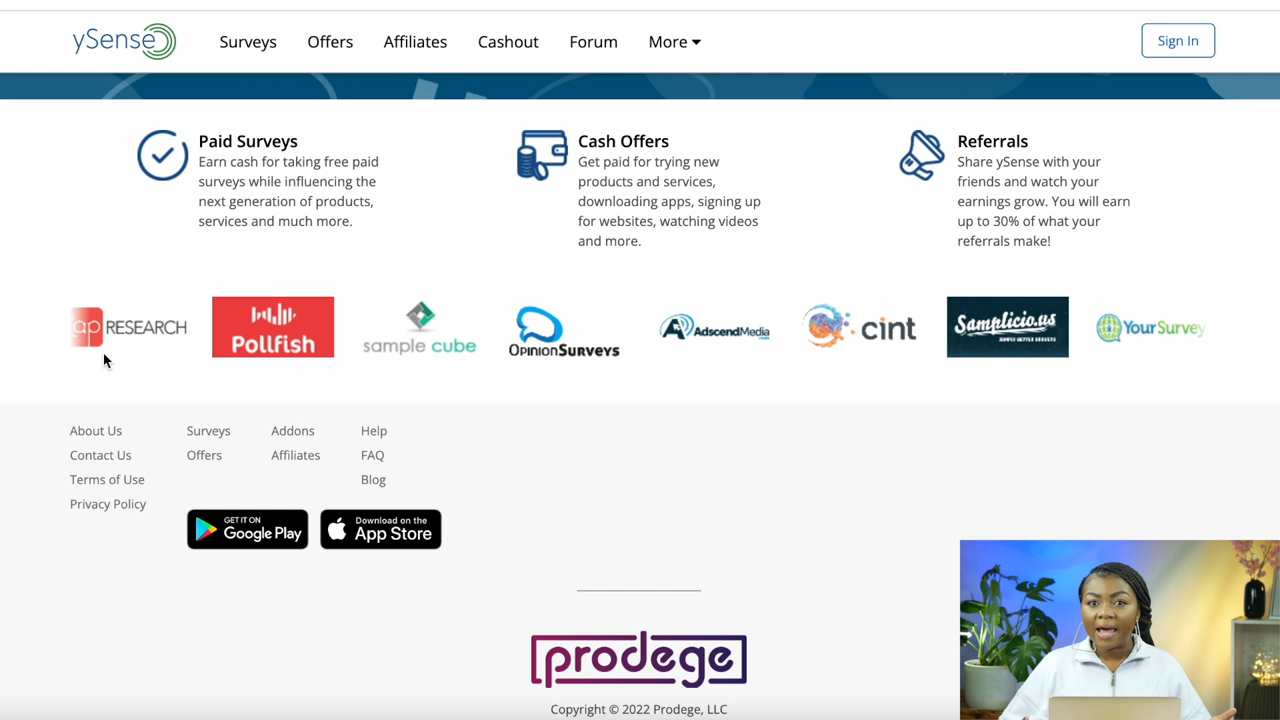 ySense
Surveys
Offers
Affiliates
Cashout
Forum
More
Sign In
Paid Surveys
Earn cash for taking free paid
surveys while influencing the
next generation of products,
services and much more.
Cash Offers
Get paid for trying new
products and services,
downloading apps, signing up
for websites, watching videos
and more.
Referrals
Share ySense with your
friends and watch your
earnings grow. You will earn
up to 30% of what your
referrals make!
ap RESEARCH
Pollfish
sample cube
OPINIONSURVEYS
AdscendMedia
cint
Samplicio.us
SIMPLY BETTER SURVEYS
YourSurvey
About Us
Contact Us
Terms of Use
Privacy Policy
Surveys
Offers
Addons
Affiliates
Help
FAQ
Blog
GET IT ON
Google Play
Download on the
App Store
prodege
Copyright © 2022 Prodege, LLC